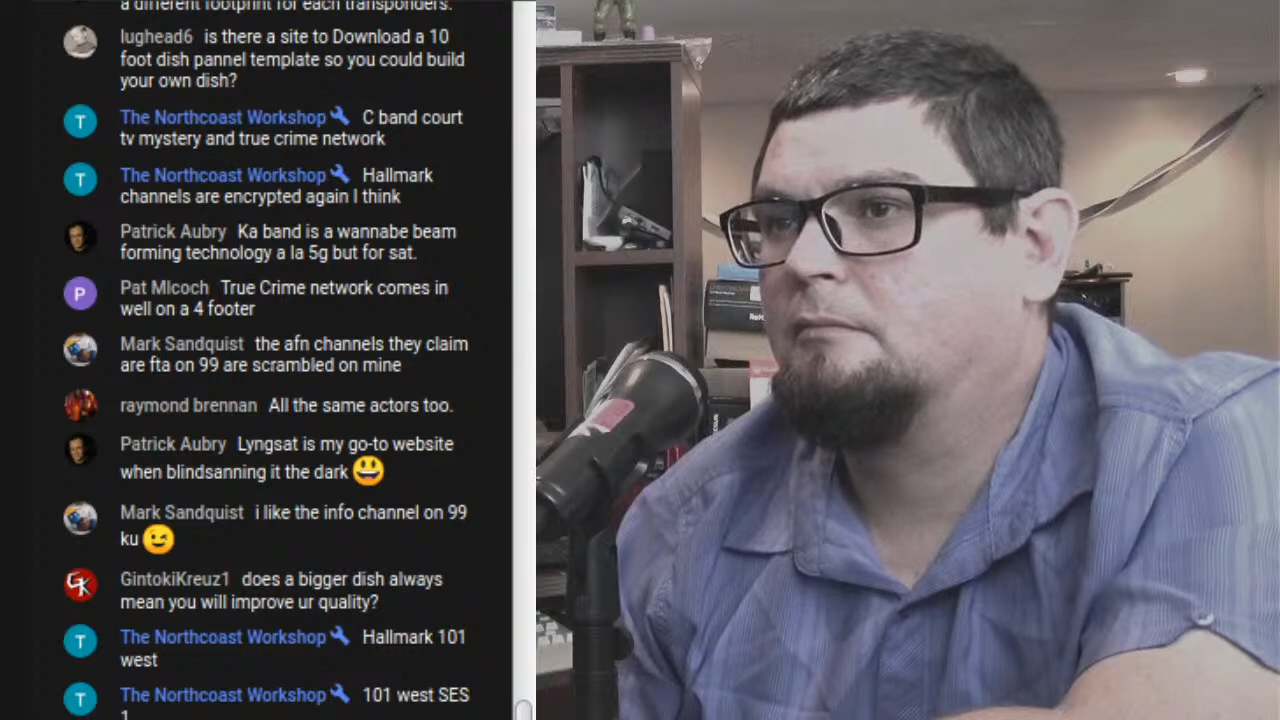 a different footprint for each transponders.
lughead6 is there a site to Download a 10
foot dish pannel template so you could build
your own dish?
T The Northcoast Workshop C band court
tv mystery and true crime network
T The Northcoast Workshop Hallmark
channels are encrypted again I think
Patrick Aubry Ka band is a wannabe beam
forming technology a la 5g but for sat.
P Pat Mlcoch True Crime network comes in
well on a 4 footer
Mark Sandquist the afn channels they claim
are fta on 99 are scrambled on mine
raymond brennan All the same actors too.
Patrick Aubry Lyngsat is my go-to website
when blindsanning it the dark 😃
Mark Sandquist i like the info channel on 99
ku 😉
GK GintokiKreuz1 does a bigger dish always
mean you will improve ur quality?
T The Northcoast Workshop Hallmark 101
west
T The Northcoast Workshop 101 west SES
1